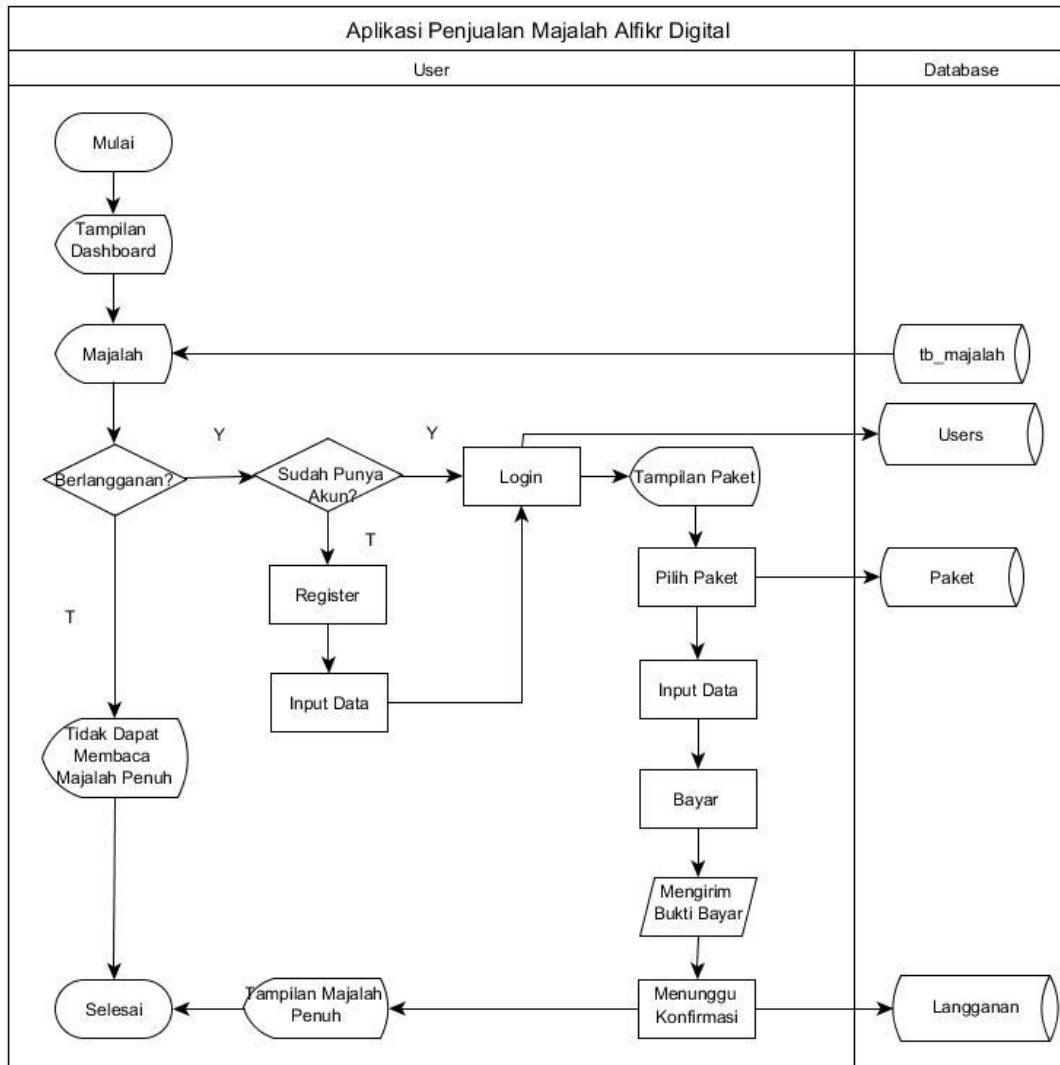 Aplikasi Penjualan Majalah Alfikr Digital
User
Database
Mulai
Tampilan
Dashboard
Majalah
tb_majalah
Users
Y
Y
Berlangganan?
Sudah Punya
Akun?
Login
Tampilan Paket
T
Register
Pilih Paket
Paket
T
Input Data
Input Data
Tidak Dapat
Membaca
Majalah Penuh
Bayar
Mengirim
Bukti Bayar
Selesai
Tampilan Majalah
Penuh
Menunggu
Konfirmasi
Langganan